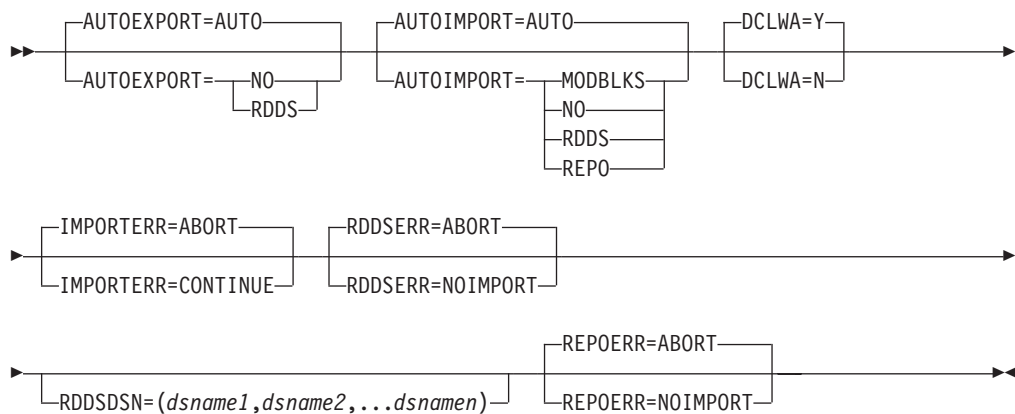 AUTOEXPORT=AUTO AUTOIMPORT=AUTO DCLWA=Y
AUTOEXPORT= NO AUTOIMPORT= MODBLKS DCLWA=N
RDDS NO
RDDS
REPO
IMPORTERR=ABORT RDDSERR=ABORT
IMPORTERR=CONTINUE RDDSERR=NOIMPORT
REPOERR=ABORT
RDDSDSN=(dsname1,dsname2,...dsnamen) REPOERR=NOIMPORT